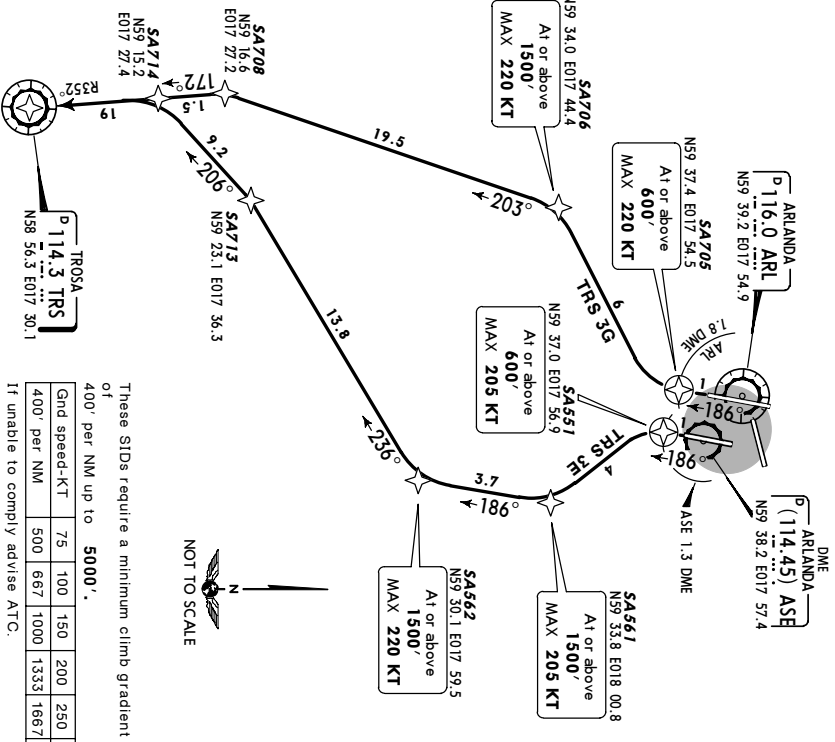 D
ARLANDA
116.0 ARL
N59 39.2 E017 54.9
DME
ARLANDA
D
(114.45) ASE
N59 38.2 E017 57.4
ASE 1.3 DME
ARL
7.8 DME
1
186°
1
186°
SA705
N59 37.4 E017 54.5
At or above
600'
MAX 220 KT
SA706
N59 34.0 E017 44.4
At or above
1500'
MAX 220 KT
6
TRS 3G
203°
19.5
SA551
N59 37.0 E017 56.9
At or above
600'
MAX 205 KT
TRS 3E
4
SA561
N59 33.8 E018 00.8
At or above
1500'
MAX 205 KT
3.7
186°
SA562
N59 30.1 E017 59.5
At or above
1500'
MAX 220 KT
236°
13.8
SA713
N59 23.1 E017 36.3
206°
9.2
SA708
N59 16.6
E017 27.2
172°
1.5
SA714
N59 15.2
E017 27.4
R352°
19
D
TROSA
114.3 TRS
N58 56.3 E017 30.1
N
NOT TO SCALE
These SIDs require a minimum climb gradient
of
400' per NM up to 5000'.
Gnd speed-KT 75 100 150 200 250
400' per NM 500 667 1000 1333 1667
If unable to comply advise ATC.